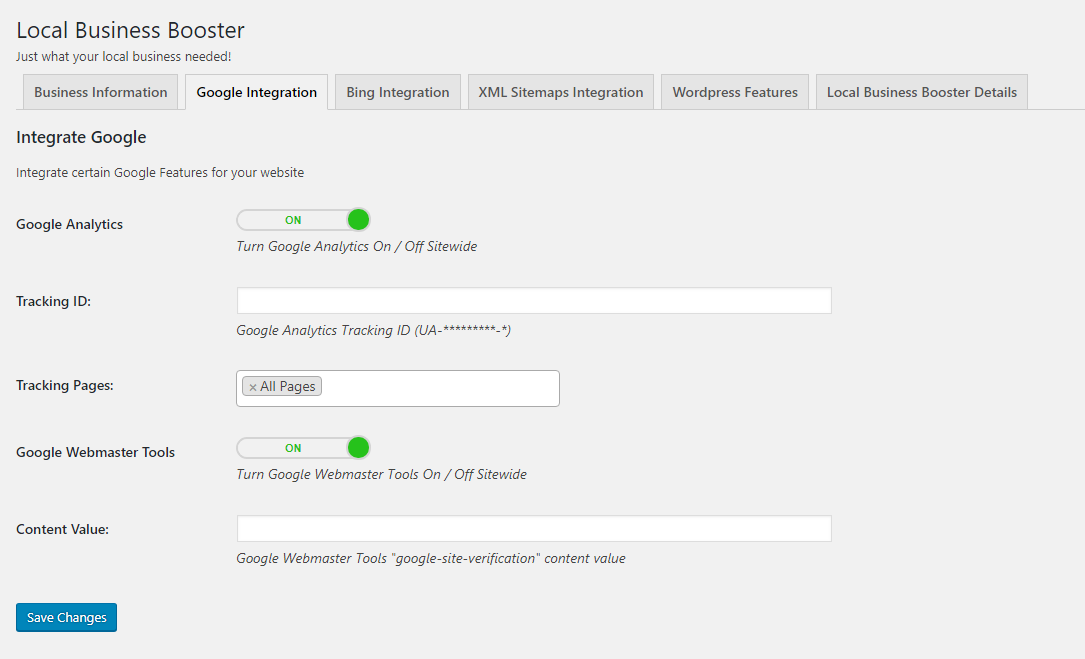 Local Business Booster
Just what your local business needed!
Business Information Google Integration Bing Integration XML Sitemaps Integration Wordpress Features Local Business Booster Details
Integrate Google
Integrate certain Google Features for your website
Google Analytics ON
Turn Google Analytics On / Off Sitewide
Tracking ID:
Google Analytics Tracking ID (UA-*********-*)
Tracking Pages: × All Pages
Google Webmaster Tools ON
Turn Google Webmaster Tools On / Off Sitewide
Content Value:
Google Webmaster Tools "google-site-verification" content value
Save Changes